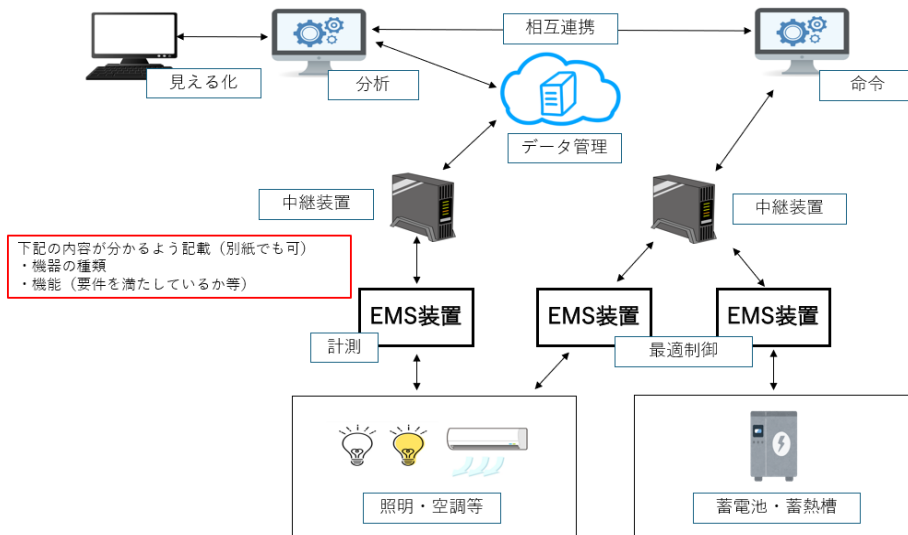 相互連携
見える化
分析
命令
データ管理
中継装置
中継装置
下記の内容が分かるよう記載（別紙でも可）
・機器の種類
・機能（要件を満たしているか等）
EMS装置
EMS装置
EMS装置
計測
最適制御
照明・空調等
蓄電池・蓄熱槽